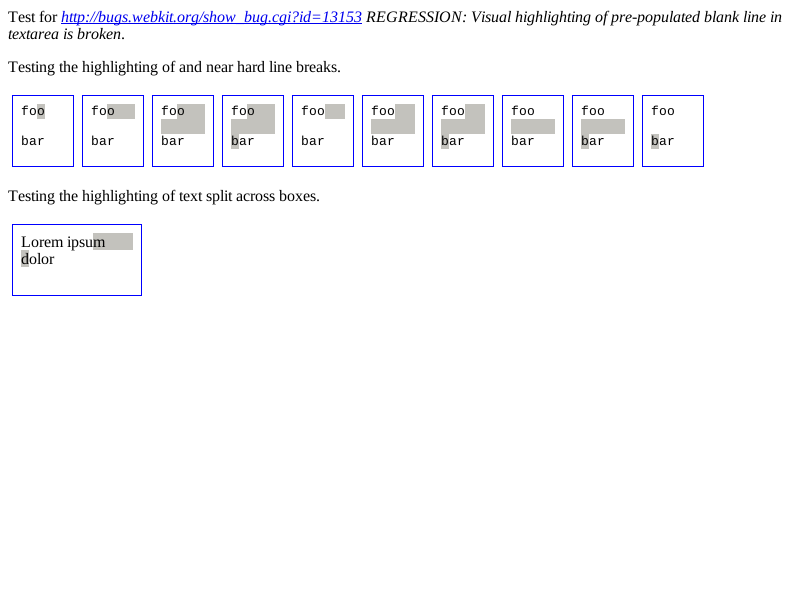 Test for http://bugs.webkit.org/show_bug.cgi?id=13153 REGRESSION: Visual highlighting of pre-populated blank line in
textarea is broken.
Testing the highlighting of and near hard line breaks.
foo foo foo foo foo foo foo foo foo foo
bar bar bar bar bar bar bar bar bar bar
Testing the highlighting of text split across boxes.
Lorem ipsum
dolor